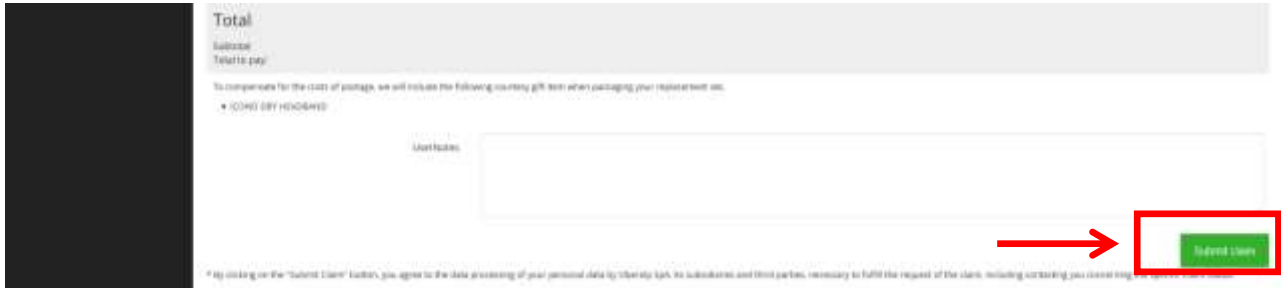 Total
Subtotal
Total to pay
To compensate for the costs of postage, we will include the following courtesy gift item when packaging your replacement set.
• ICONO DRY HEADBAND
User Notes
Submit Claim
* By clicking on the "Submit Claim" button, you agree to the data processing of your personal data by SpA, its subsidiaries and third parties, necessary to fulfill the request of the claim, including contacting you concerning the